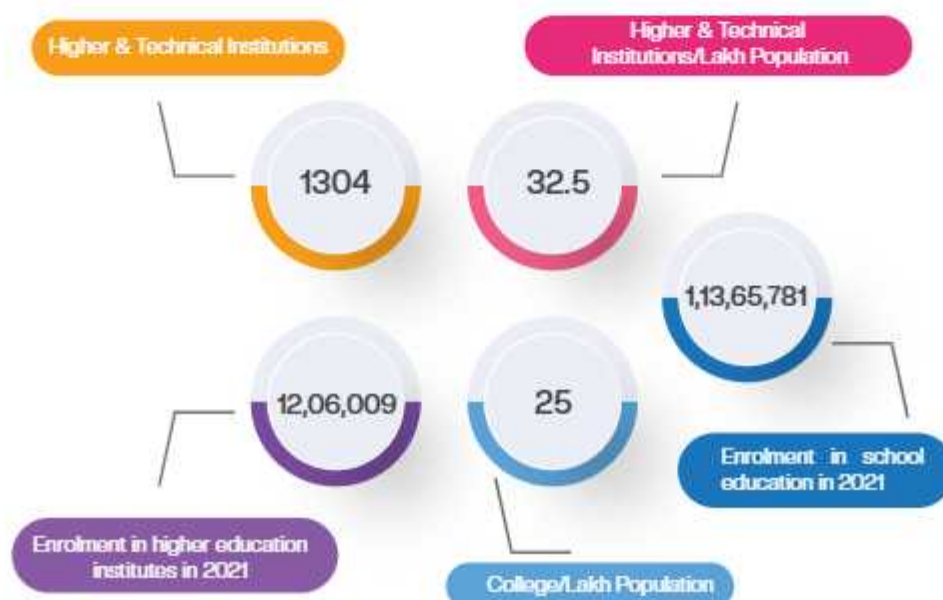 Higher & Technical Institutions
Higher & Technical
Institutions/Lakh Population
1304
32.5
1,13,65,781
12,06,009
25
Enrolment in school
education in 2021
Enrolment in higher education
institutes in 2021
College/Lakh Population